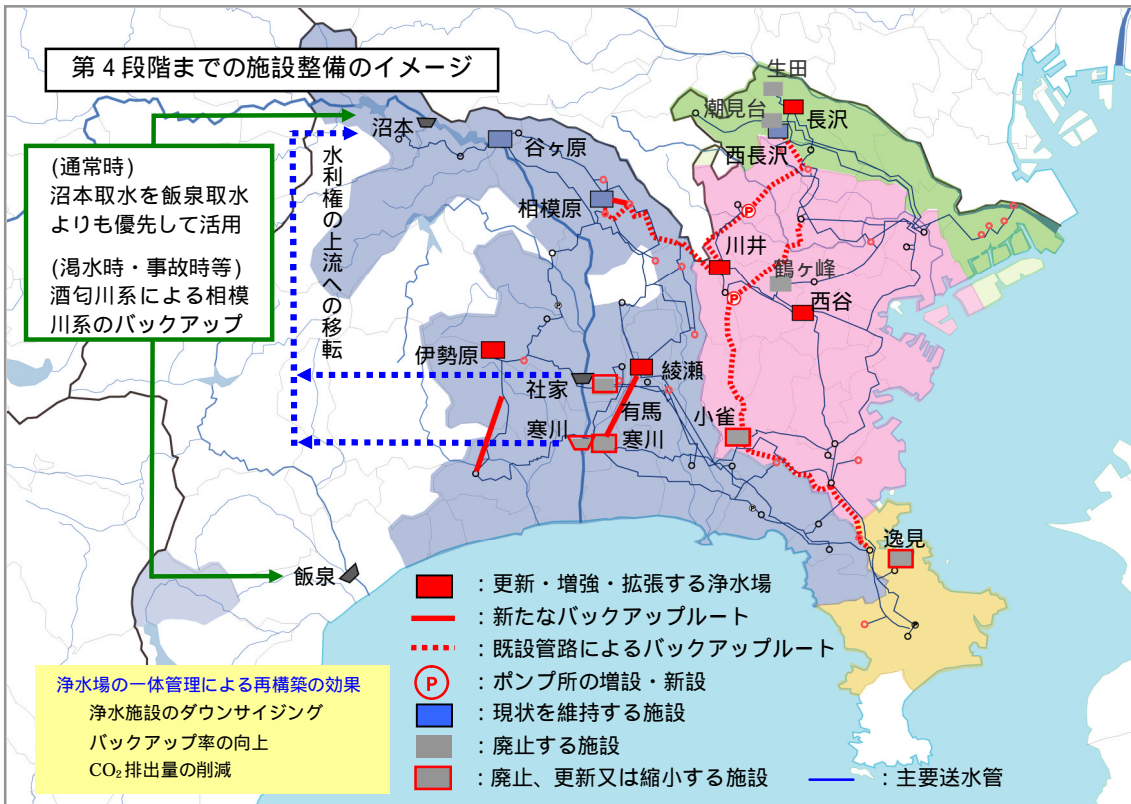 第４段階までの施設整備のイメージ
(通常時)
沼本取水を飯泉取水
よりも優先して活用
(渇水時・事故時等)
酒匂川系による相模
川系のバックアップ
水利権の上流への移転
沼本
谷ヶ原
相模原
生田
潮見台
長沢
西長沢
川井
鶴ヶ峰
西谷
伊勢原
社家
綾瀬
有馬
寒川
寒川
小雀
逸見
飯泉
P
P
：更新・増強・拡張する浄水場
：新たなバックアップルート
：既設管路によるバックアップルート
P ：ポンプ所の増設・新設
：現状を維持する施設
：廃止する施設
：廃止、更新又は縮小する施設
：主要送水管
浄水場の一体管理による再構築の効果
浄水施設のダウンサイジング
バックアップ率の向上
CO₂排出量の削減